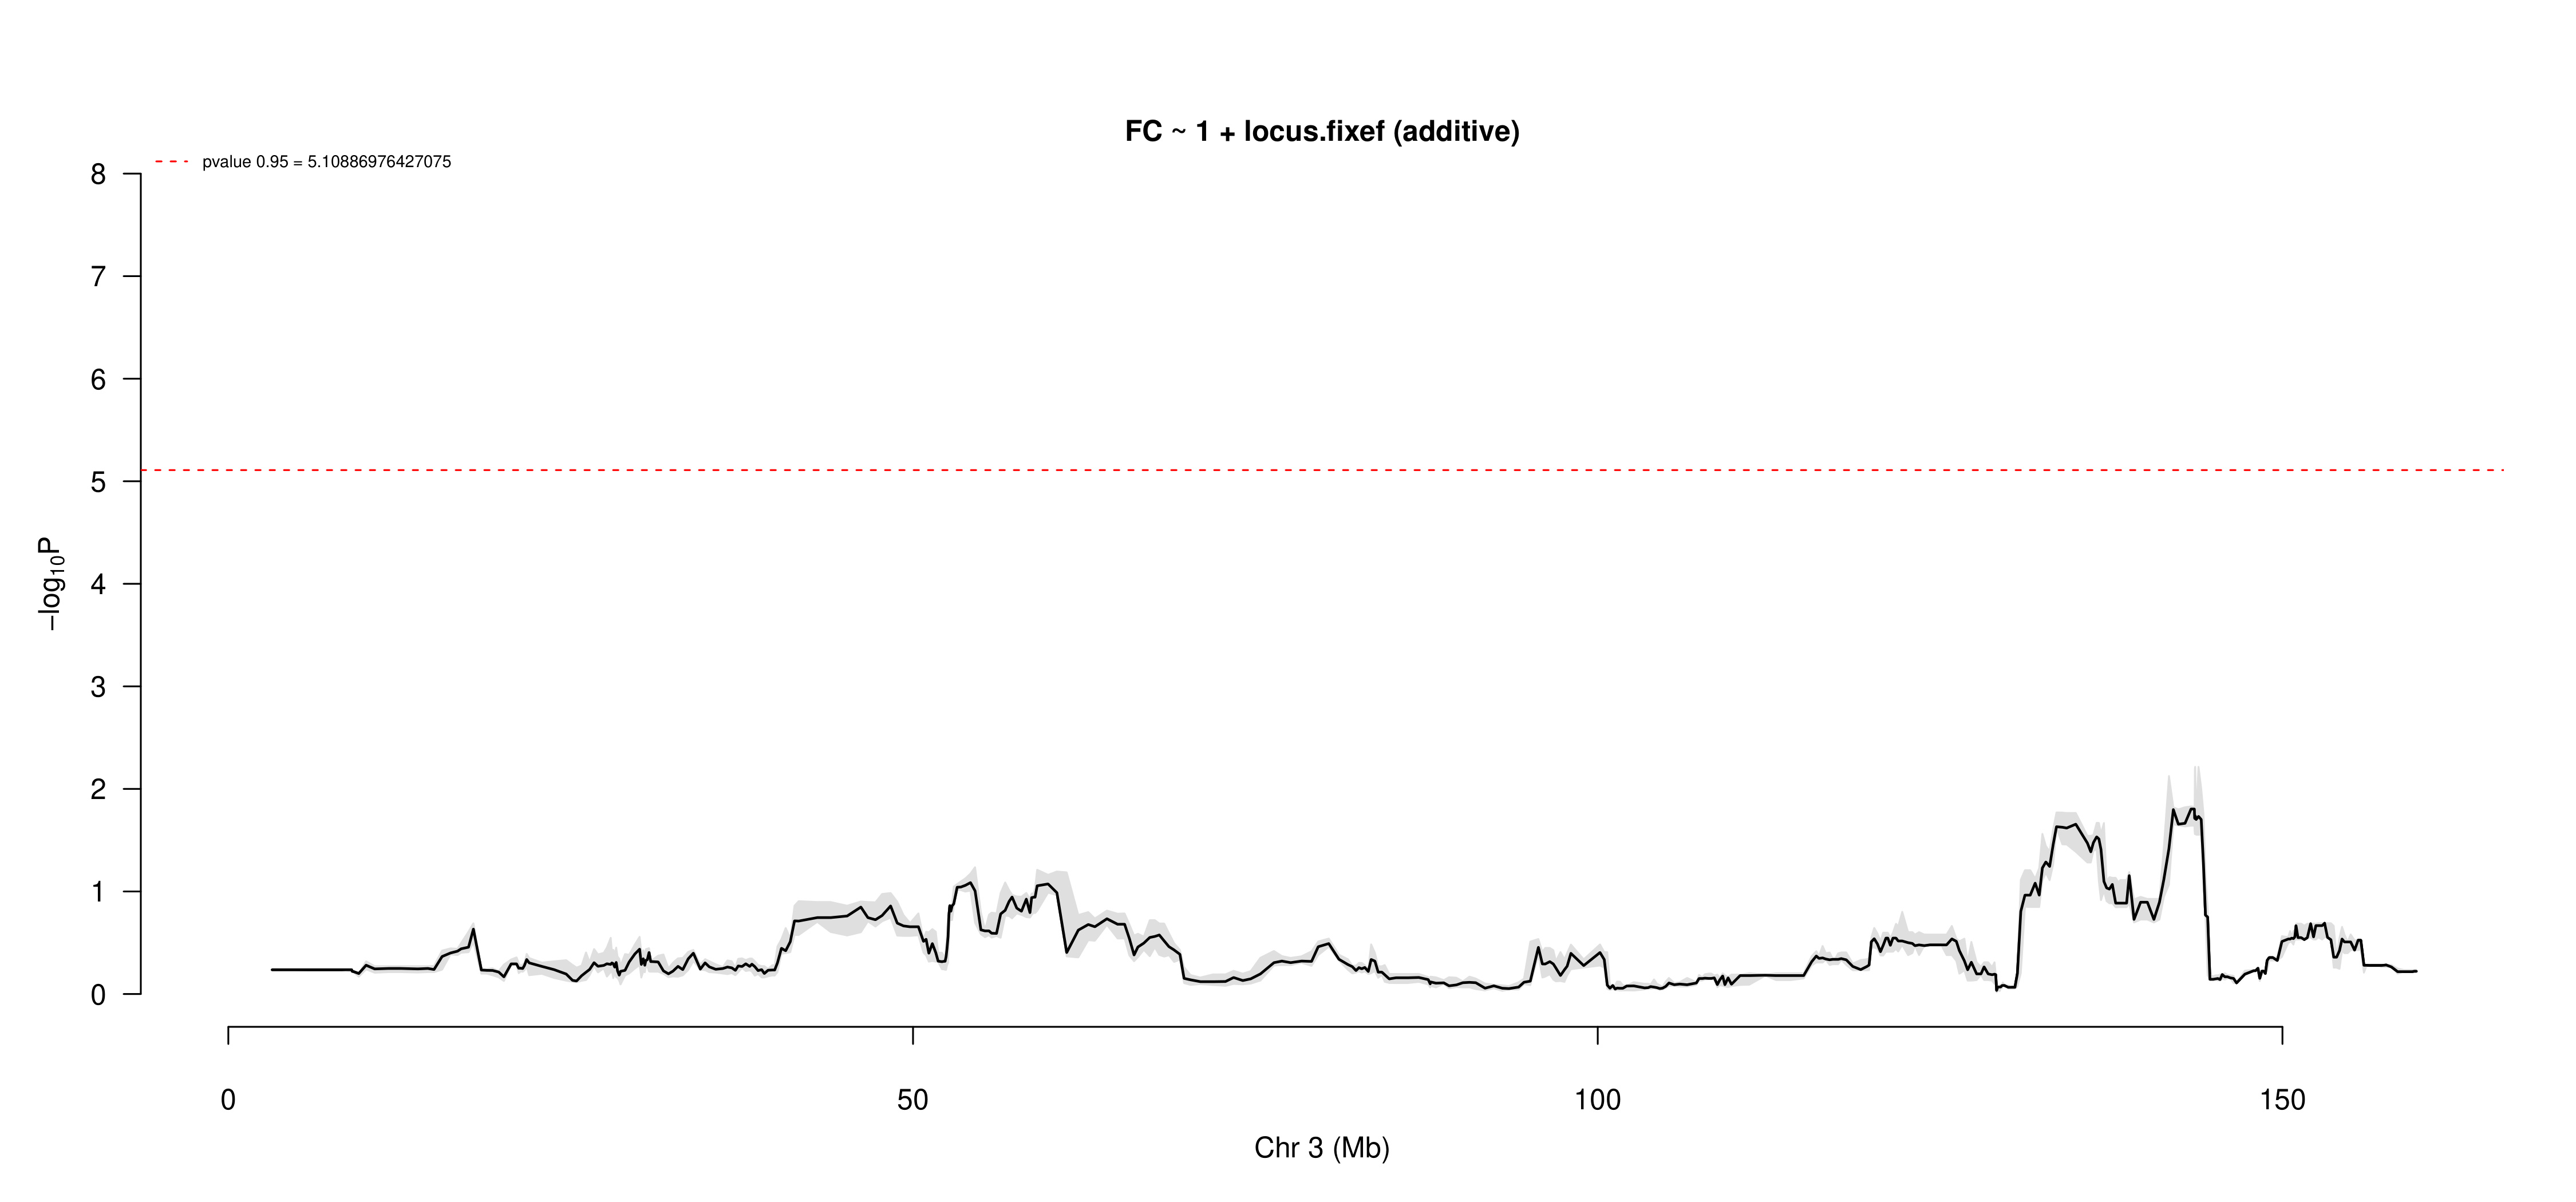 FC ~ 1 + locus.fixef (additive)
pvalue 0.95 = 5.10886976427075
8
7
6
5
4
3
2
1
0
−log10P
0 50 100 150
Chr 3 (Mb)